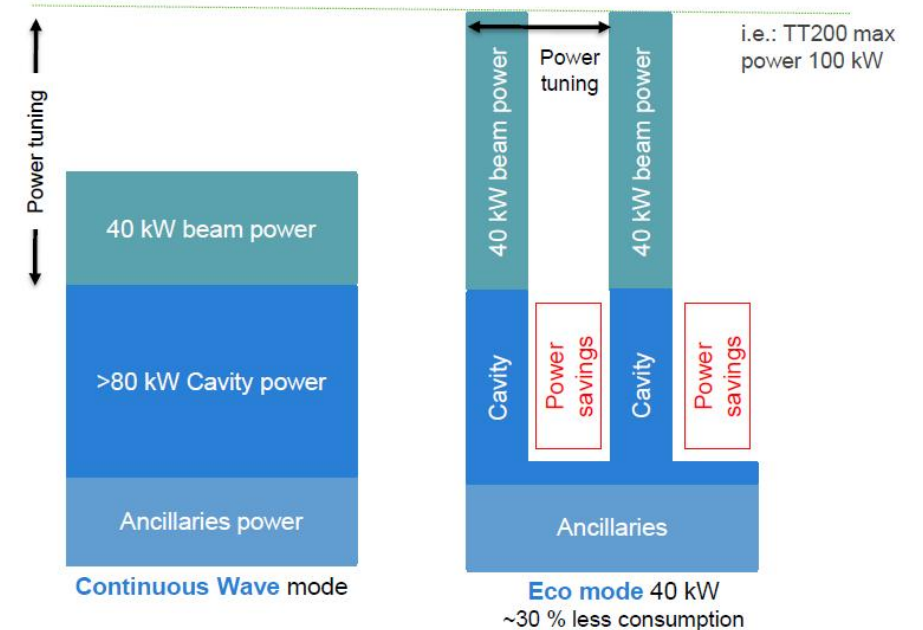 Power tuning
40 kW beam power
>80 kW Cavity power
Ancillaries power
Continuous Wave mode
40 kW beam power
Cavity
Power
tuning
Power
savings
40 kW beam power
Cavity
Power
savings
Ancillaries
Eco mode 40 kW
~30 % less consumption
i.e.: TT200 max
power 100 kW